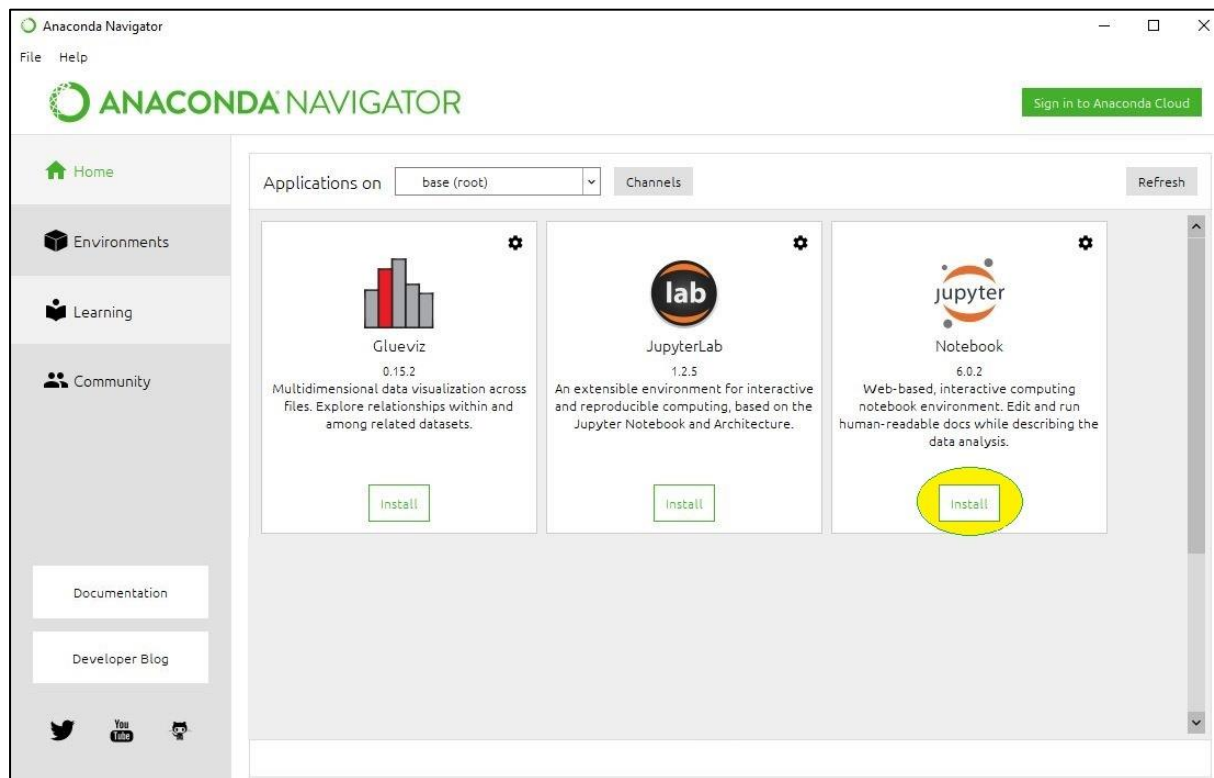 Anaconda Navigator
File Help
ANACONDA NAVIGATOR
Sign in to Anaconda Cloud
Home
Environments
Learning
Community
Documentation
Developer Blog
You
Tube
Applications on base (root) Channels Refresh
Glueviz
0.15.2
Multidimensional data visualization across
files. Explore relationships within and
among related datasets.
Install
lab
JupyterLab
1.2.5
An extensible environment for interactive
and reproducible computing, based on the
Jupyter Notebook and Architecture.
Install
jupyter
Notebook
6.0.2
Web-based, interactive computing
notebook environment. Edit and run
human-readable docs while describing the
data analysis.
Install